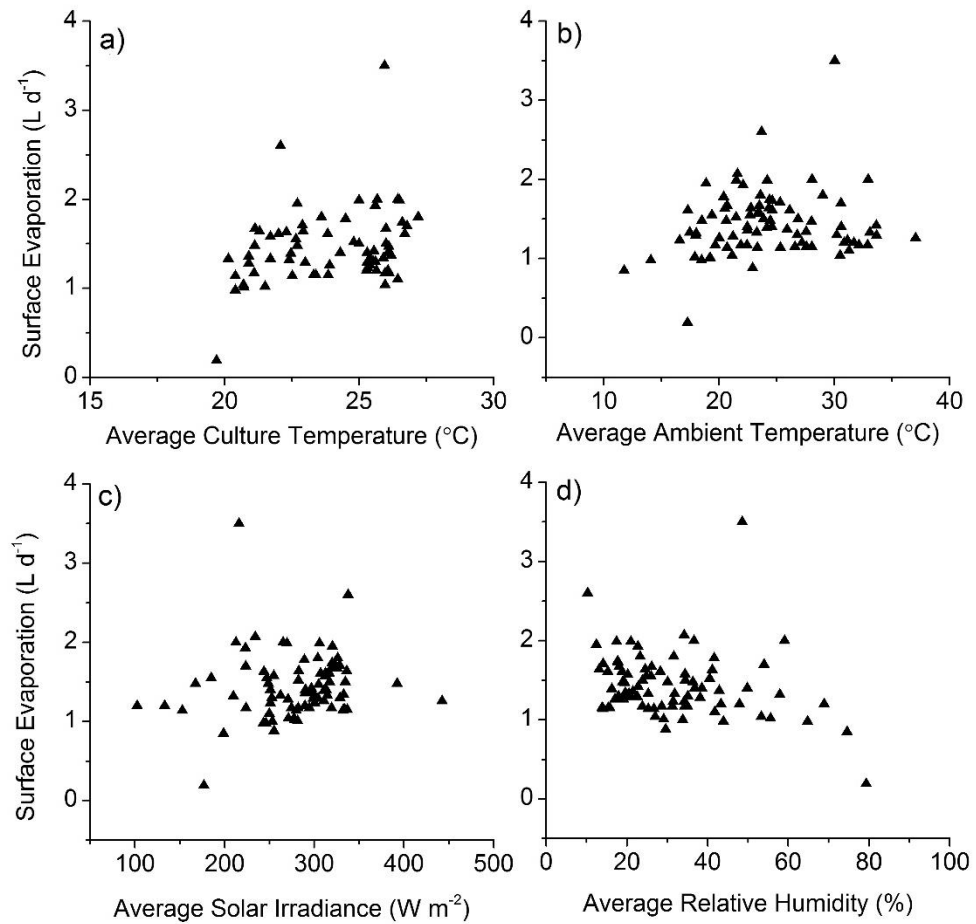 a)
4
3
2
1
0
Surface Evaporation (L d-1)
15 20 25 30
Average Culture Temperature (°C)
b)
4
3
2
1
0
10 20 30 40
Average Ambient Temperature (°C)
c)
4
3
2
1
0
Surface Evaporation (L d-1)
100 200 300 400 500
Average Solar Irradiance (W m-2)
d)
4
3
2
1
0
0 20 40 60 80 100
Average Relative Humidity (%)